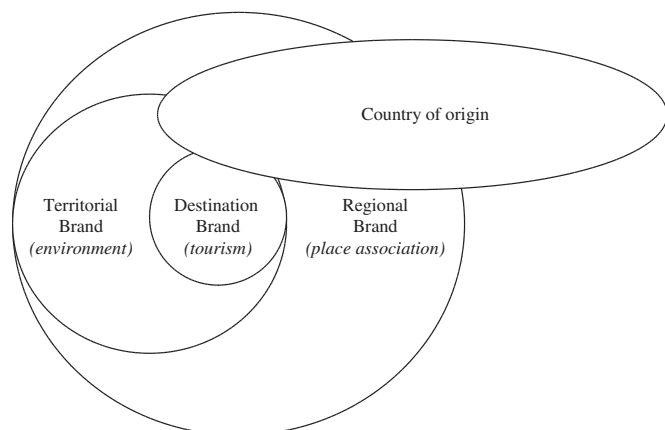 Country of origin
Territorial
Brand
(environment)
Destination
Brand
(tourism)
Regional
Brand
(place association)